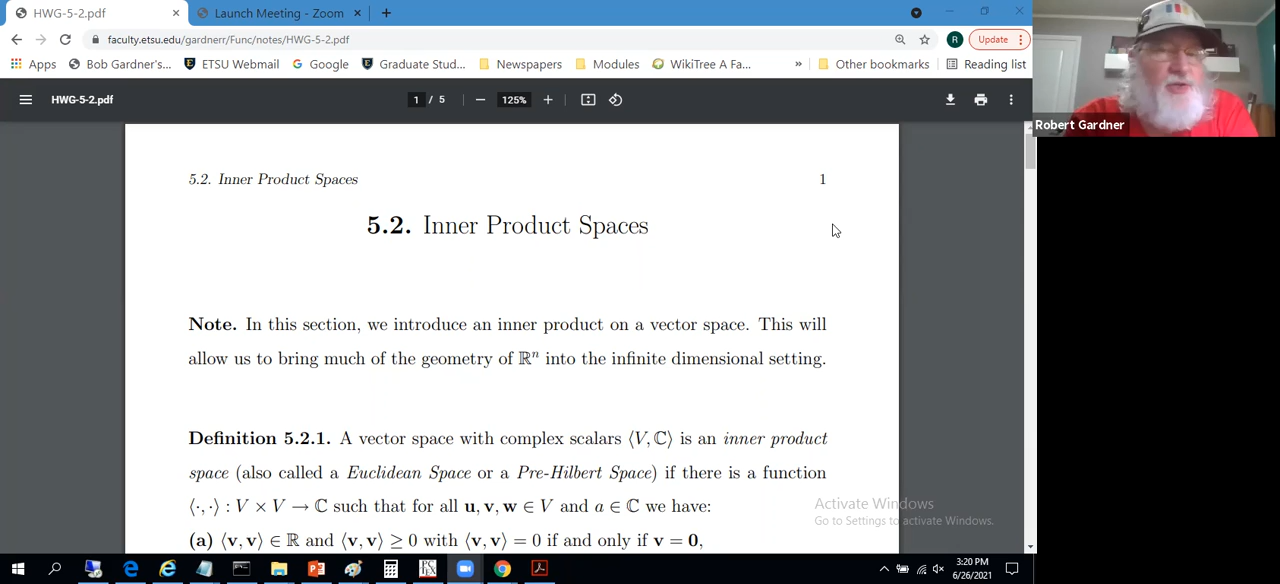 HWG-5-2.pdf
Launch Meeting - Zoom
faculty.etsu.edu/gardnerr/Func/notes/HWG-5-2.pdf
R
Update
Apps
Bob Gardner's...
ETSU Webmail
Google
Graduate Stud...
Newspapers
Modules
WikiTree A Fa...
»
Other bookmarks
Reading list
HWG-5-2.pdf
1 / 5
125%
Robert Gardner
5.2. Inner Product Spaces
1
5.2. Inner Product Spaces
Note. In this section, we introduce an inner product on a vector space. This will
allow us to bring much of the geometry of ℝⁿ into the infinite dimensional setting.
Definition 5.2.1. A vector space with complex scalars ⟨V, ℂ⟩ is an inner product
space (also called a Euclidean Space or a Pre-Hilbert Space) if there is a function
⟨·, ·⟩ : V × V → ℂ such that for all u, v, w ∈ V and a ∈ ℂ we have:
(a) ⟨v, v⟩ ∈ ℝ and ⟨v, v⟩ ≥ 0 with ⟨v, v⟩ = 0 if and only if v = 0,
Activate Windows
Go to Settings to activate Windows.
3:20 PM
6/26/2021